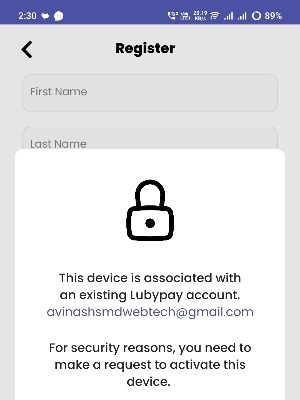 2:30 89%
Register
First Name
Last Name
This device is associated with
an existing Lubypay account.
avinashsmdwebtech@gmail.com
For security reasons, you need to
make a request to activate this
device.